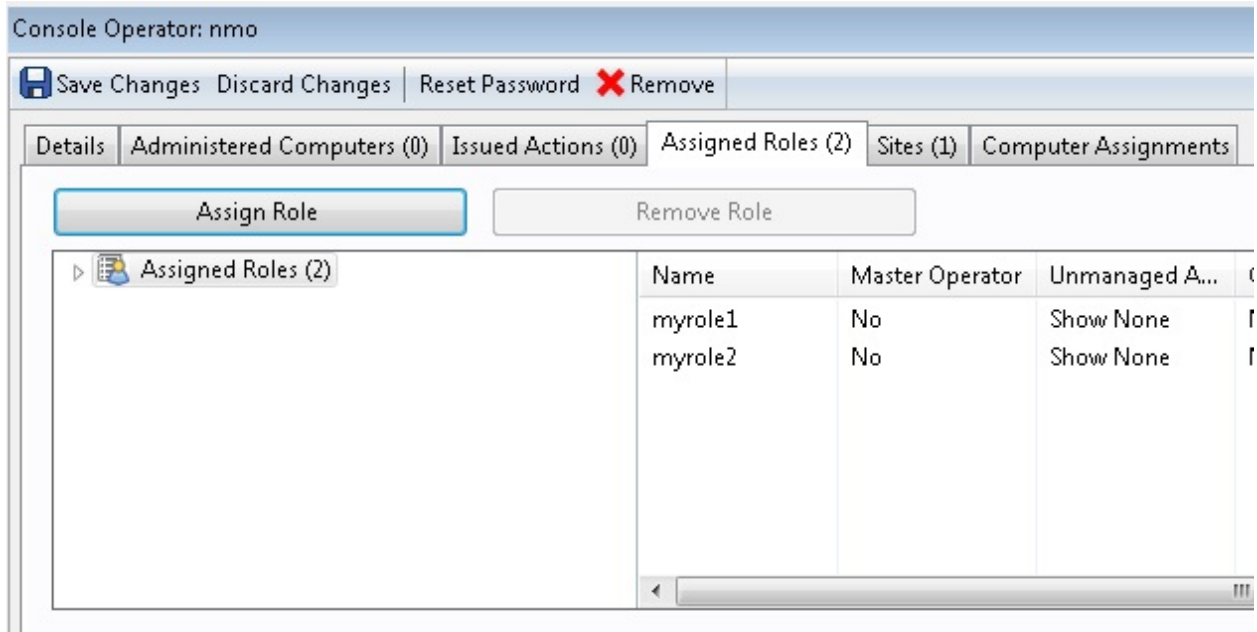 Console Operator: nmo
Save Changes Discard Changes Reset Password Remove
Details Administered Computers (0) Issued Actions (0) Assigned Roles (2) Sites (1) Computer Assignments
Assign Role Remove Role
Assigned Roles (2) Name Master Operator Unmanaged A...
myrole1 No Show None
myrole2 No Show None